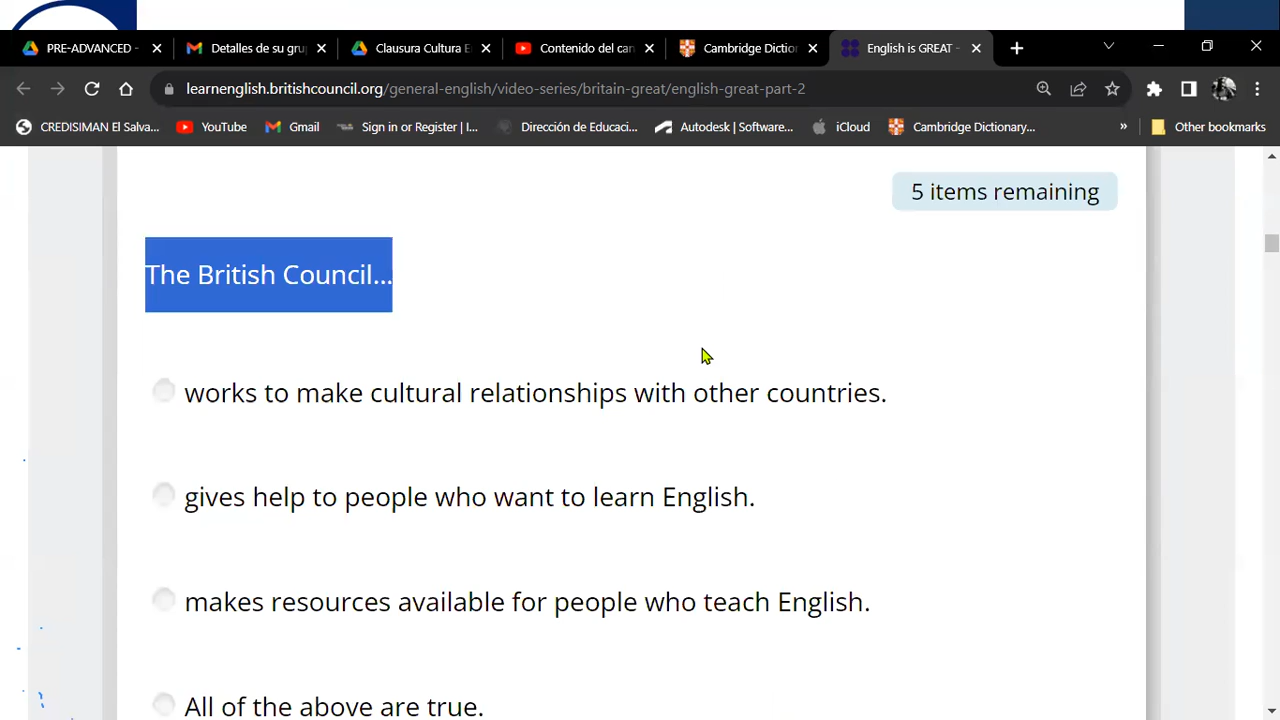 PRE-ADVANCED -
Detalles de su gru
Clausura Cultura E
Contenido del can
Cambridge Dictio
English is GREAT -
learnenglish.britishcouncil.org/general-english/video-series/britain-great/english-great-part-2
CREDISIMAN El Salva...
YouTube
Gmail
Sign in or Register | I...
Dirección de Educaci...
Autodesk | Software...
iCloud
Cambridge Dictionary...
»
Other bookmarks
5 items remaining
The British Council...
works to make cultural relationships with other countries.
gives help to people who want to learn English.
makes resources available for people who teach English.
All of the above are true.